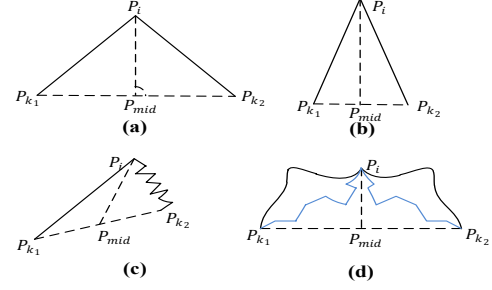 P_i
P_i
P_{k_1} P_{mid} P_{k_2}
P_{k_1} P_{mid} P_{k_2}
(a)
(b)
P_i
P_i
P_{k_1} P_{mid} P_{k_2}
P_{k_1} P_{mid} P_{k_2}
(c)
(d)